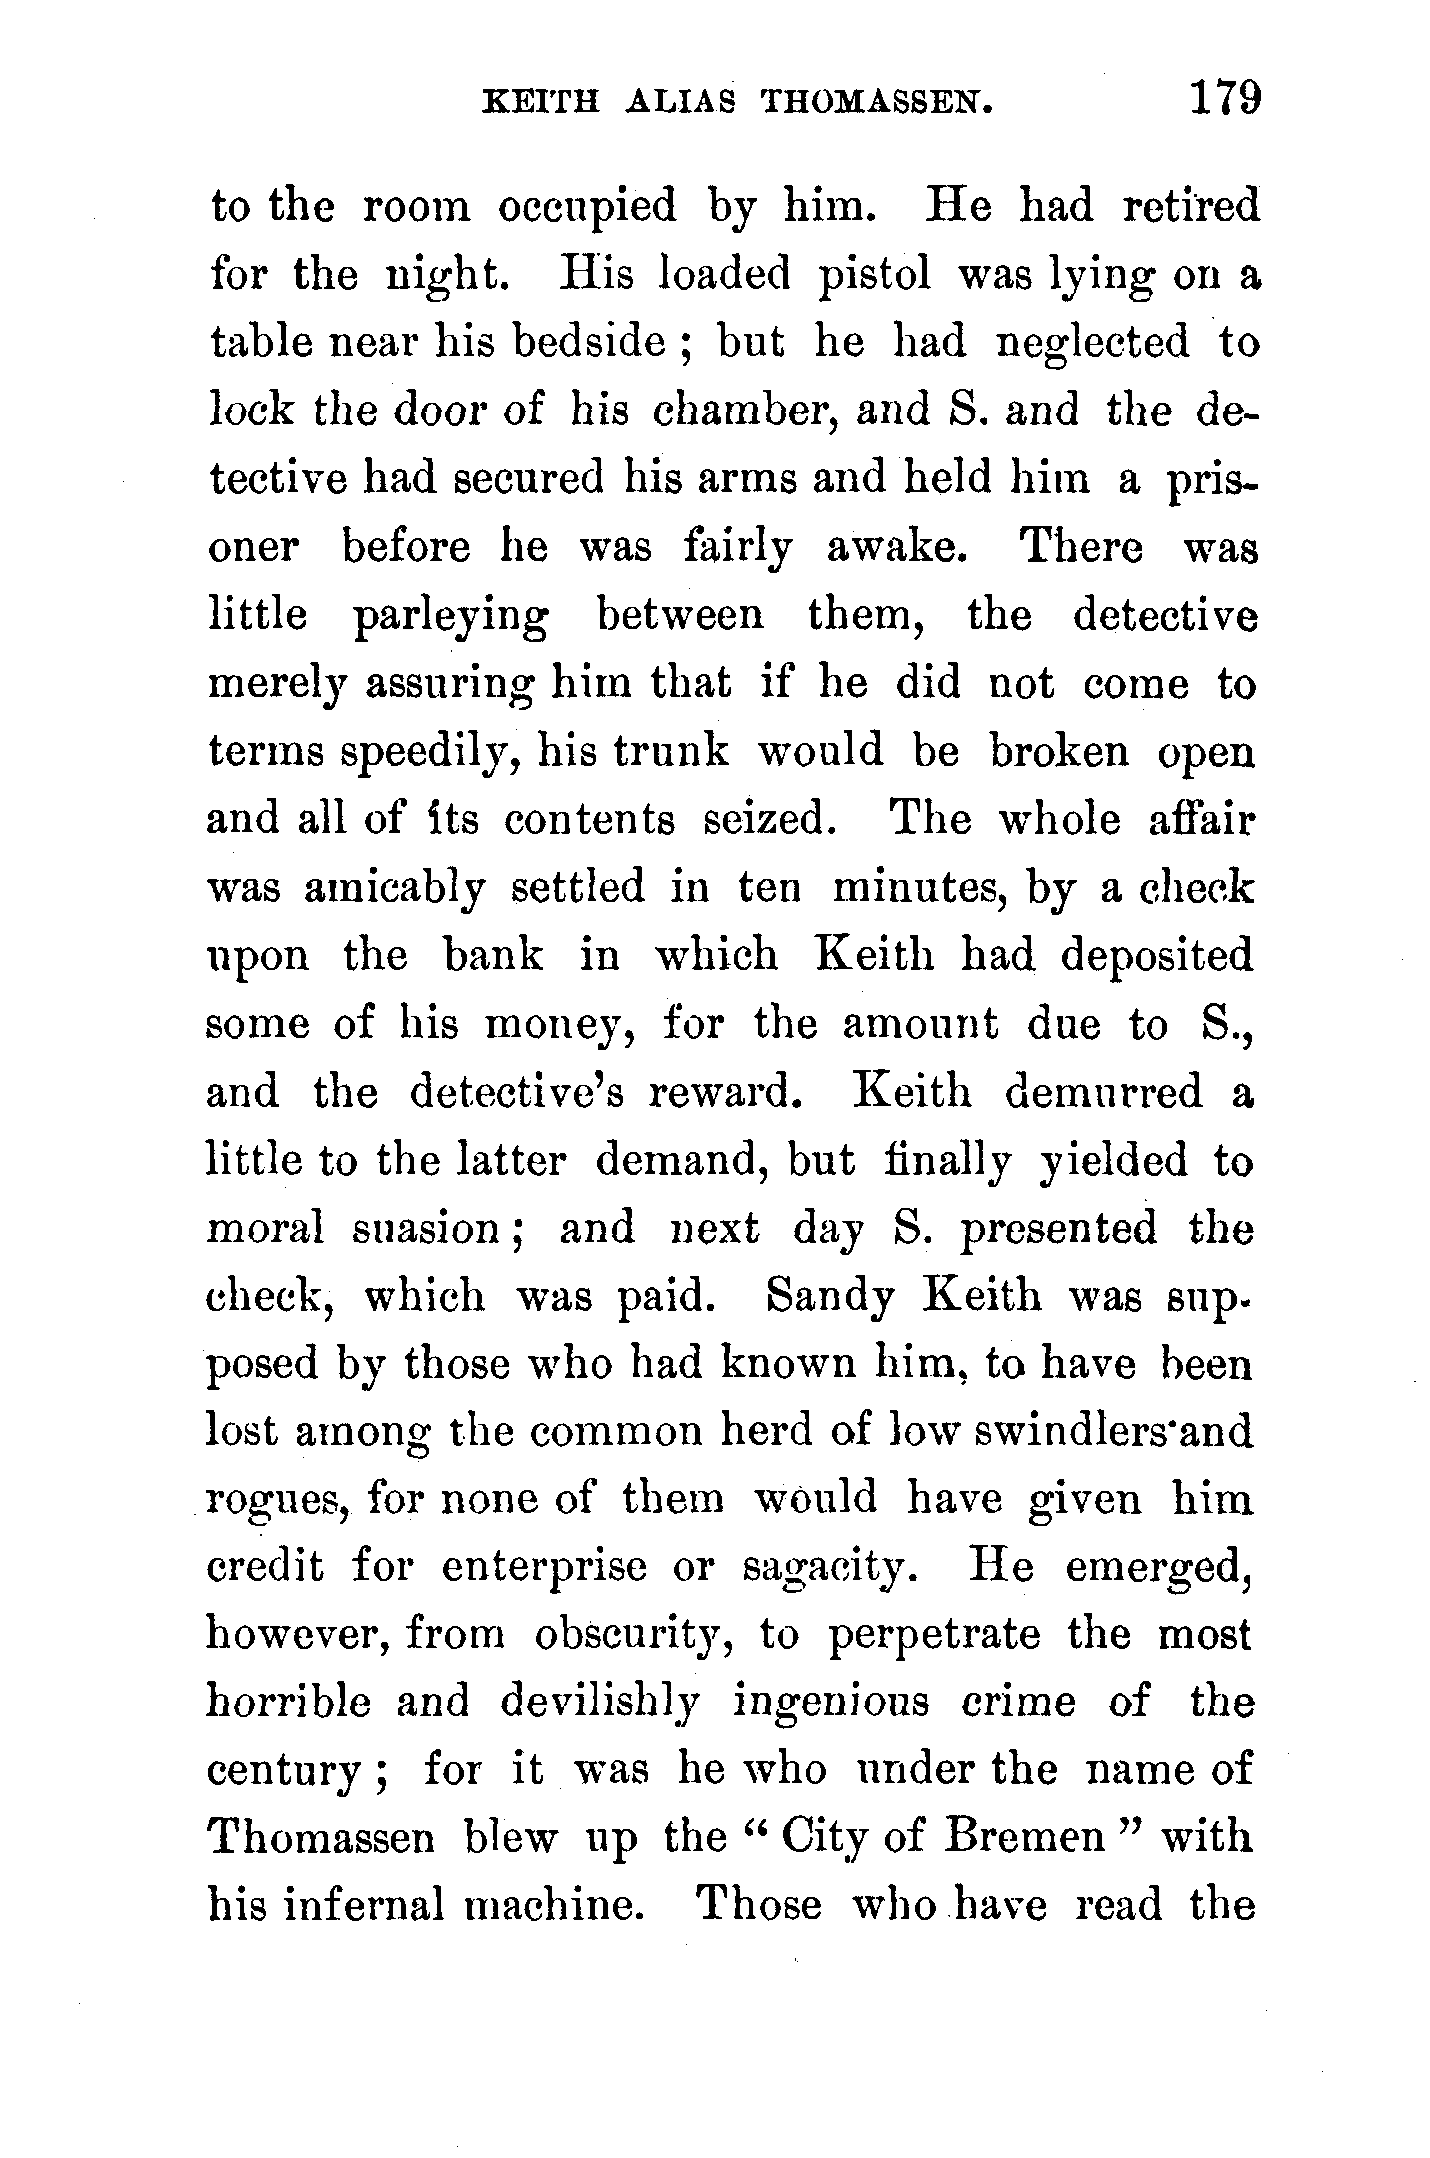 KEITH ALIAS THOMASSEN. 179
to the room occupied by him. He had retired
for the night. His loaded pistol was lying on a
table near his bedside ; but he had neglected to
lock the door of his chamber, and S. and the de-
tective had secured his arms and held him a pris-
oner before he was fairly awake. There was
little parleying between them, the detective
merely assuring him that if he did not come to
terms speedily, his trunk would be broken open
and all of its contents seized. The whole affair
was amicably settled in ten minutes, by a check
upon the bank in which Keith had deposited
some of his money, for the amount due to S.,
and the detective's reward. Keith demurred a
little to the latter demand, but finally yielded to
moral suasion ; and next day S. presented the
check, which was paid. Sandy Keith was sup-
posed by those who had known him, to have been
lost among the common herd of low swindlers and
rogues, for none of them would have given him
credit for enterprise or sagacity. He emerged,
however, from obscurity, to perpetrate the most
horrible and devilishly ingenious crime of the
century ; for it was he who under the name of
Thomassen blew up the “ City of Bremen ” with
his infernal machine. Those who have read the